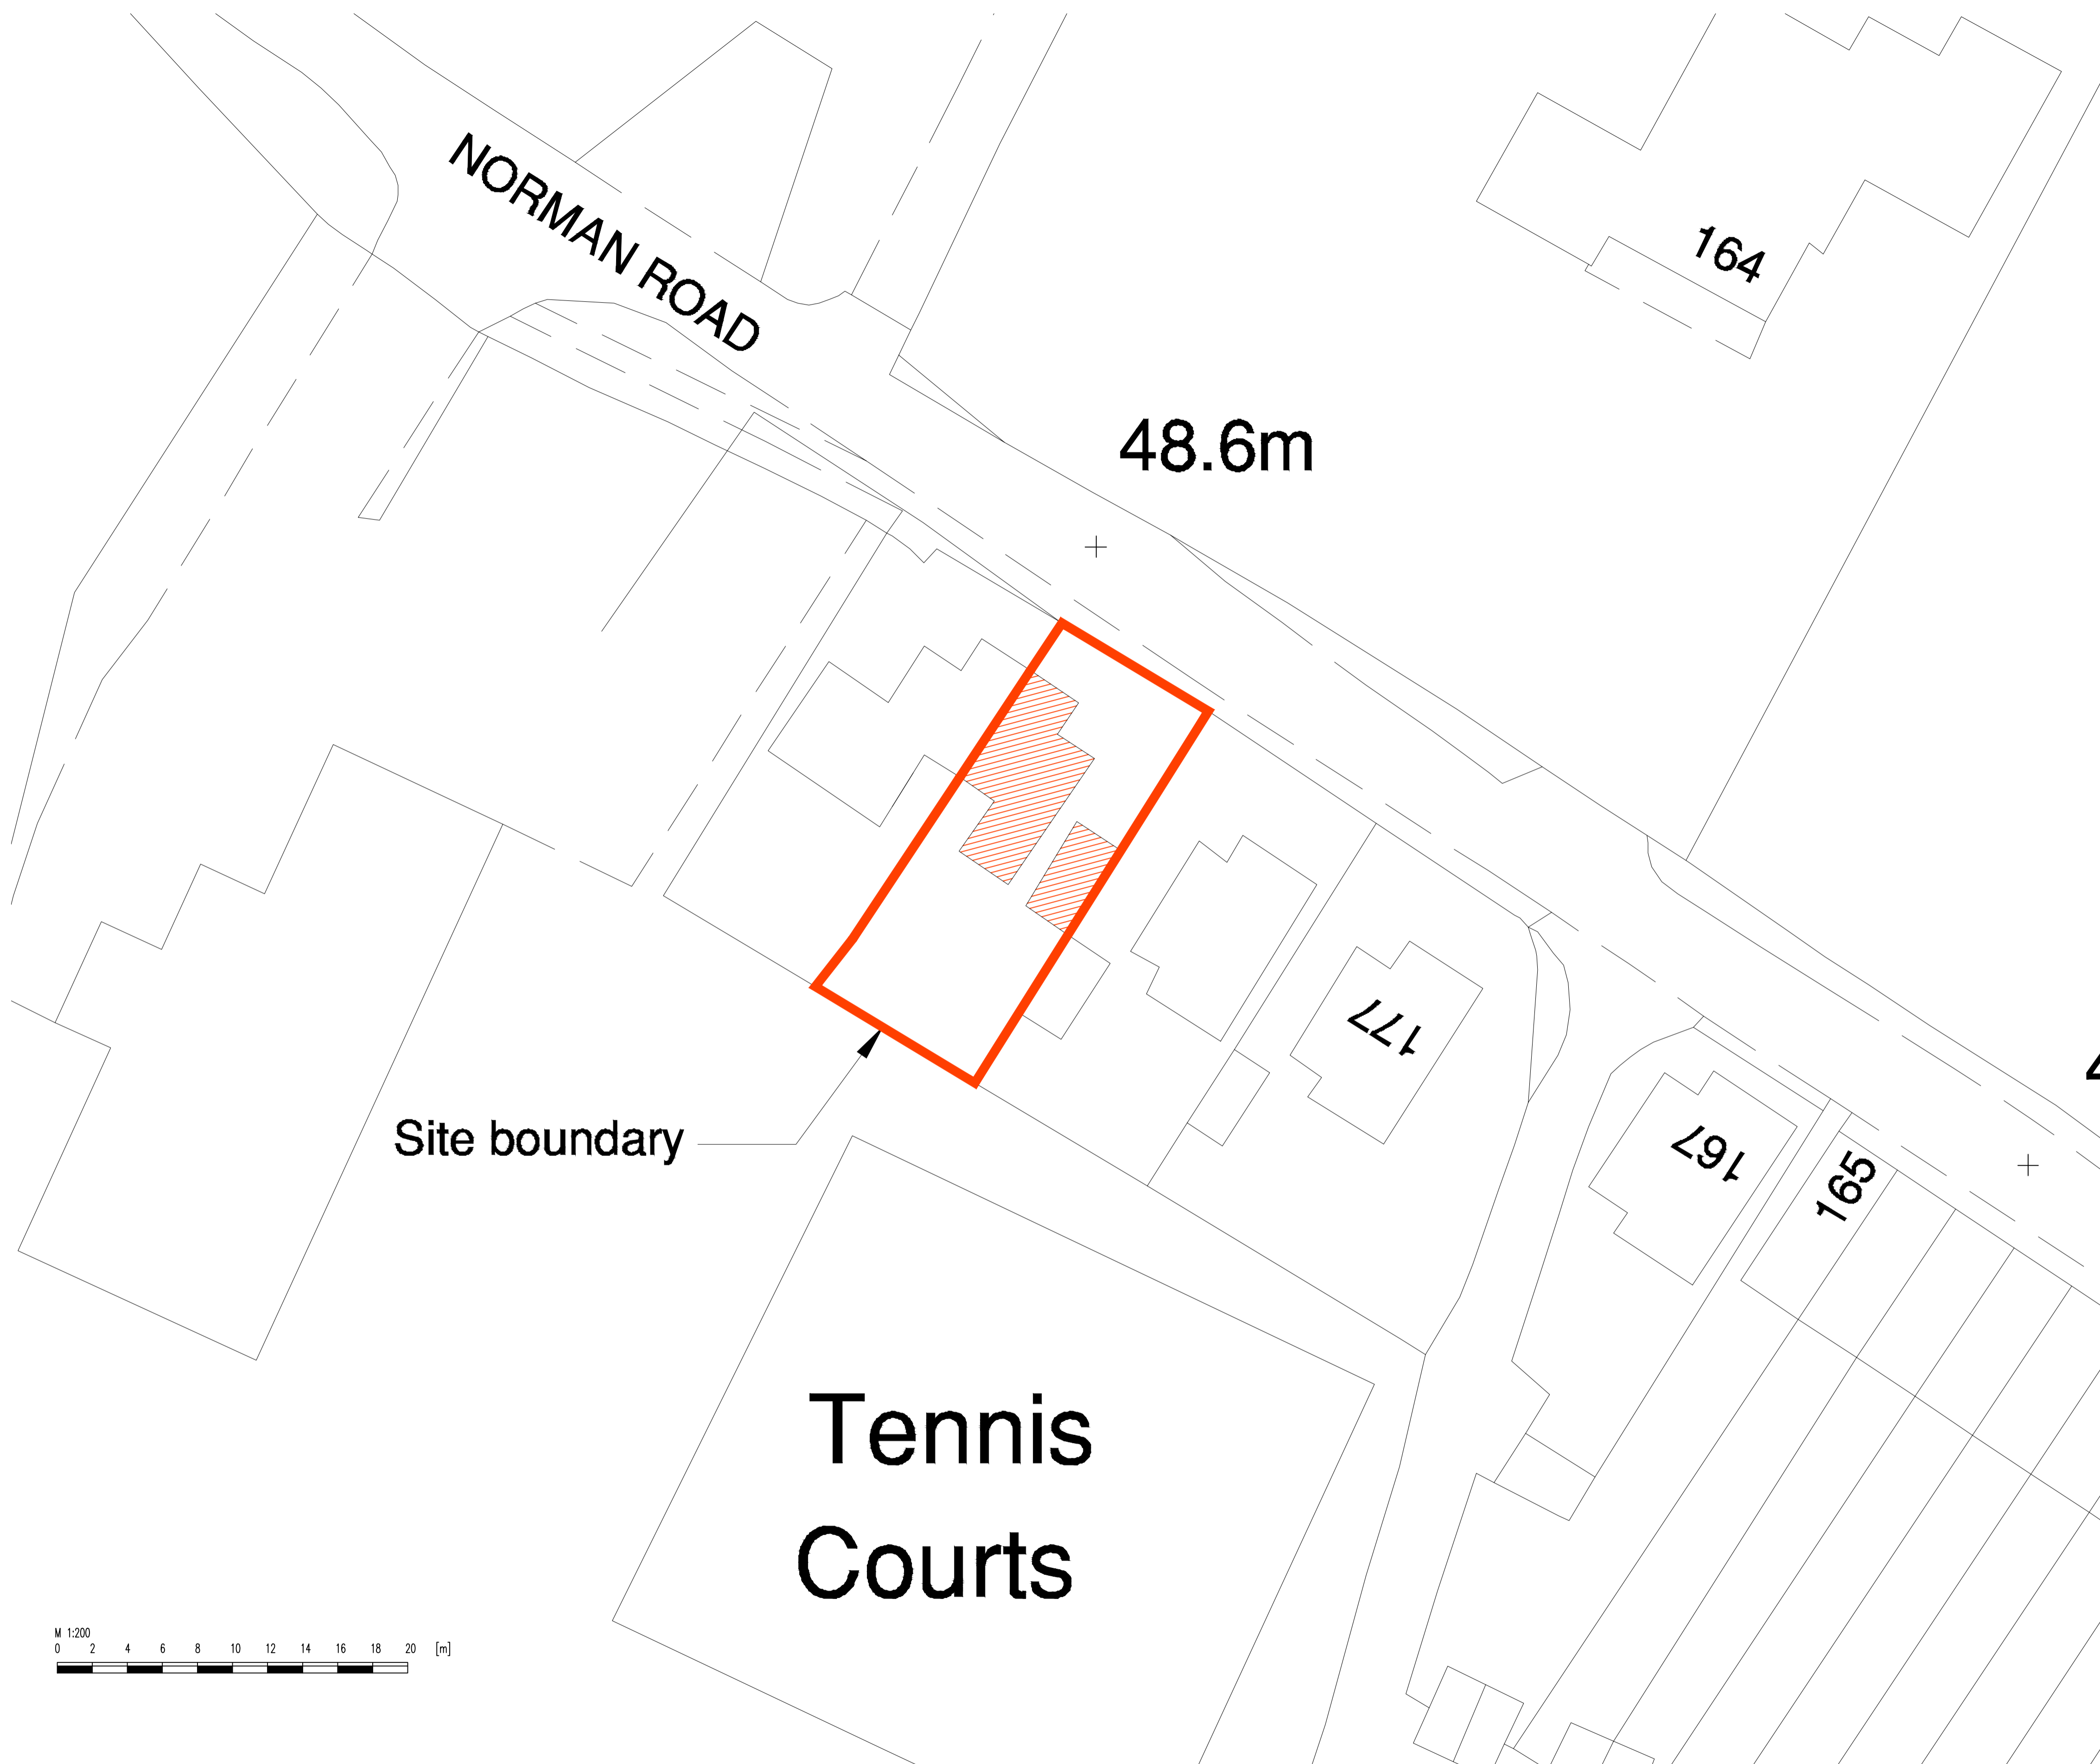 NORMAN ROAD
164
48.6m
177
Site boundary
167
165
Tennis
Courts
M 1:200
0 2 4 6 8 10 12 14 16 18 20 [m]